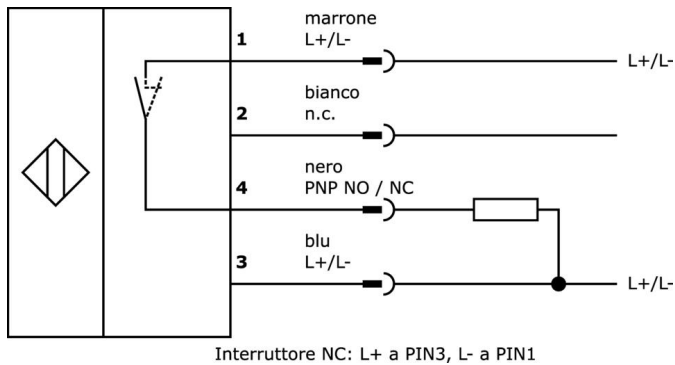 marrone
1 L+/L- L+/L-
bianco
2 n.c.
nero
4 PNP NO / NC
blu
3 L+/L- L+/L-
Interruttore NC: L+ a PIN3, L- a PIN1